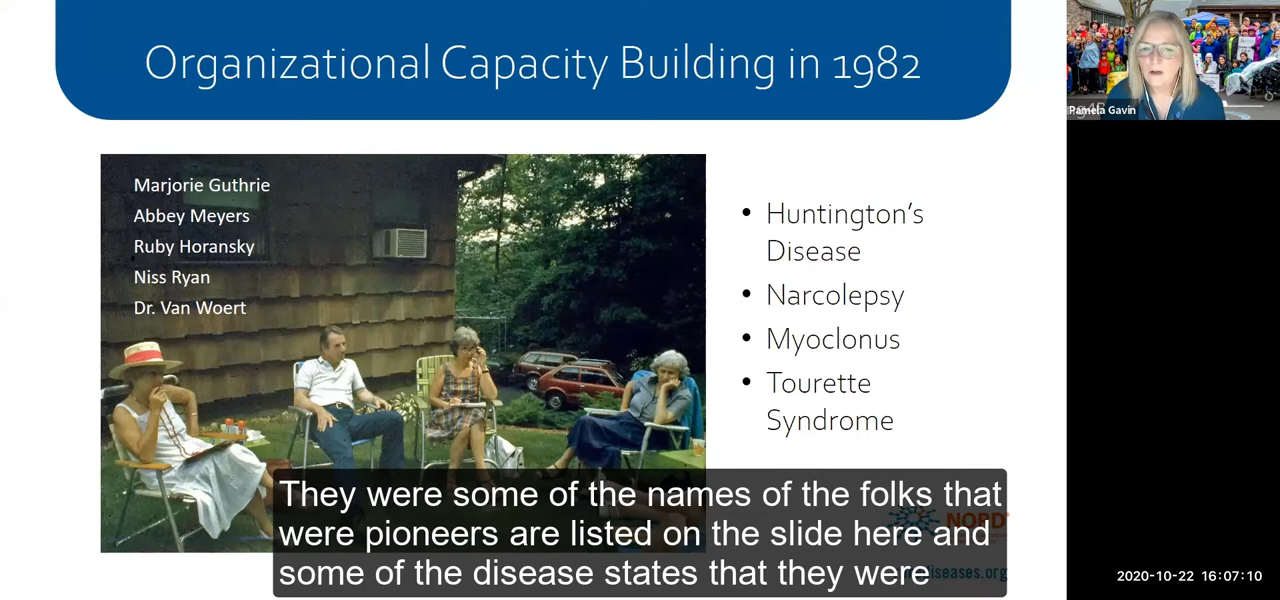 Organizational Capacity Building in 1982
Pamela Gavin
Marjorie Guthrie
Abbey Meyers
Ruby Horansky
Niss Ryan
Dr. Van Woert
• Huntington's
Disease
• Narcolepsy
• Myoclonus
• Tourette
Syndrome
They were some of the names of the folks that
were pioneers are listed on the slide here and
some of the disease states that they were
NORD
diseases.org
2020-10-22 16:07:10